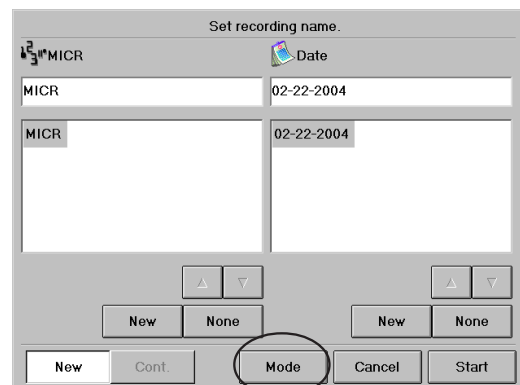 Set recording name.
MICR Date
MICR 02-22-2004
MICR 02-22-2004
New None New None
New Cont. Mode Cancel Start